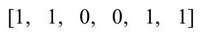 [1, 1, 0, 0, 1, 1]